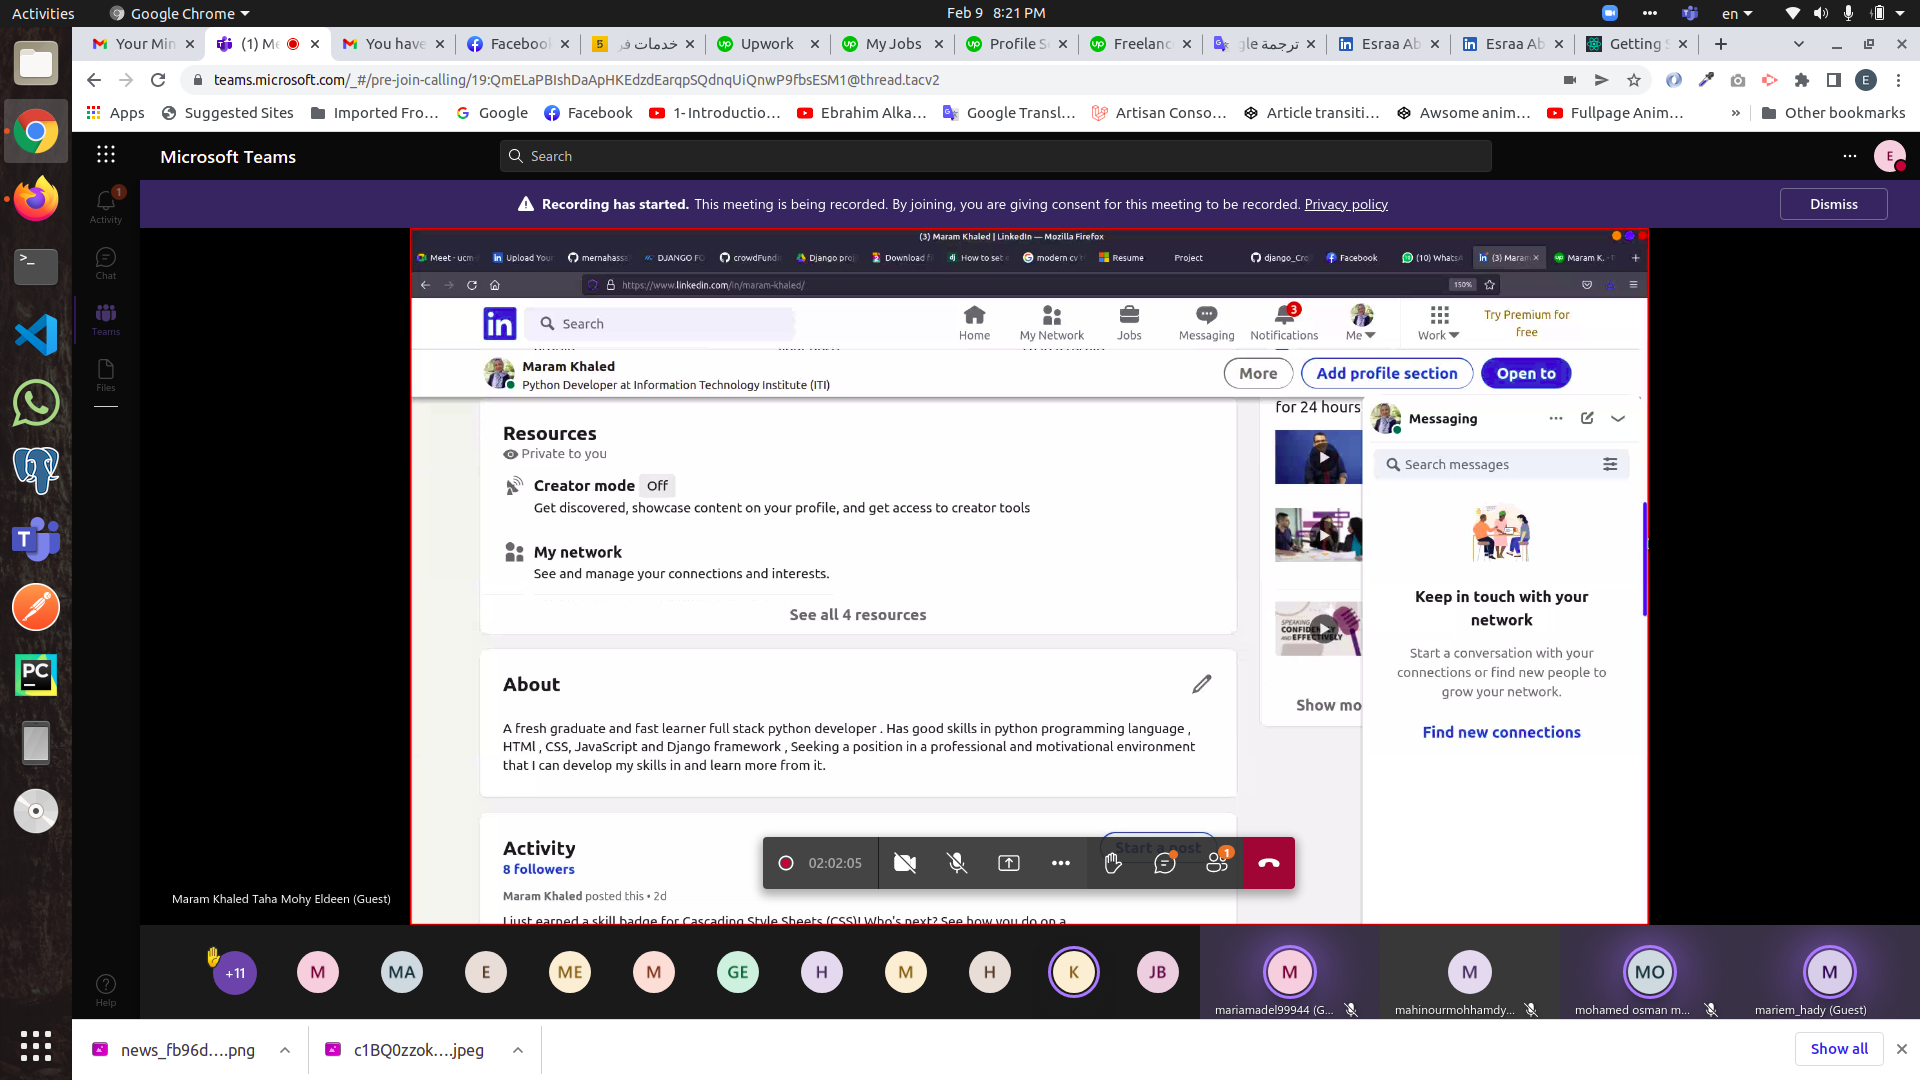 Activities
Google Chrome
Feb 9 8:21 PM
en
Your Min
(1) Me
You have
Facebook
خدمات فر
Upwork
My Jobs
Profile S
Freelanc
ترجمة gle
Esraa Ab
Esraa Ab
Getting S
teams.microsoft.com/_#/pre-join-calling/19:QmELaPBIshDaApHKEdzdEarqpSQdnqUiQnwP9fbsESM1@thread.tacv2
E
Apps
Suggested Sites
Imported Fro...
Google
Facebook
1- Introductio...
Ebrahim Alka...
Google Transl...
Artisan Conso...
Article transiti...
Awsome anim...
Fullpage Anim...
»
Other bookmarks
Microsoft Teams
Search
E
1
Activity
Chat
Teams
Files
Help
Recording has started. This meeting is being recorded. By joining, you are giving consent for this meeting to be recorded. Privacy policy
Dismiss
(3) Maram Khaled | LinkedIn — Mozilla Firefox
Meet - ucm-
Upload Your
mernahassa
DJANGO FO
crowdFundin
Django proj
Download fi
How to set
modern cv
Resume
Project
django_Cro
Facebook
(10) WhatsA
(3) Maram
Maram K. -
https://www.linkedin.com/in/maram-khaled/
150%
in
Search
Home
My Network
Jobs
Messaging
3
Notifications
Me
Work
Try Premium for
free
Maram Khaled
Python Developer at Information Technology Institute (ITI)
More
Add profile section
Open to
Resources
Private to you
Creator mode Off
Get discovered, showcase content on your profile, and get access to creator tools
My network
See and manage your connections and interests.
See all 4 resources
About
A fresh graduate and fast learner full stack python developer . Has good skills in python programming language ,
HTMl , CSS, JavaScript and Django framework , Seeking a position in a professional and motivational environment
that I can develop my skills in and learn more from it.
Activity
8 followers
Start a post
Maram Khaled posted this • 2d
I just earned a skill badge for Cascading Style Sheets (CSS)! Who's next? See how you do on a
for 24 hours
SPEAKING
CONFIDENTLY
AND EFFECTIVELY
Show mo
Messaging
Search messages
Keep in touch with your
network
Start a conversation with your
connections or find new people to
grow your network.
Find new connections
02:02:05
1
Maram Khaled Taha Mohy Eldeen (Guest)
+11
M
MA
E
ME
M
GE
H
M
H
K
JB
M
mariamadel99944 (G...
M
mahinourmohhamdy...
MO
mohamed osman m...
M
mariem_hady (Guest)
news_fb96d....png
c1BQ0zzok....jpeg
Show all